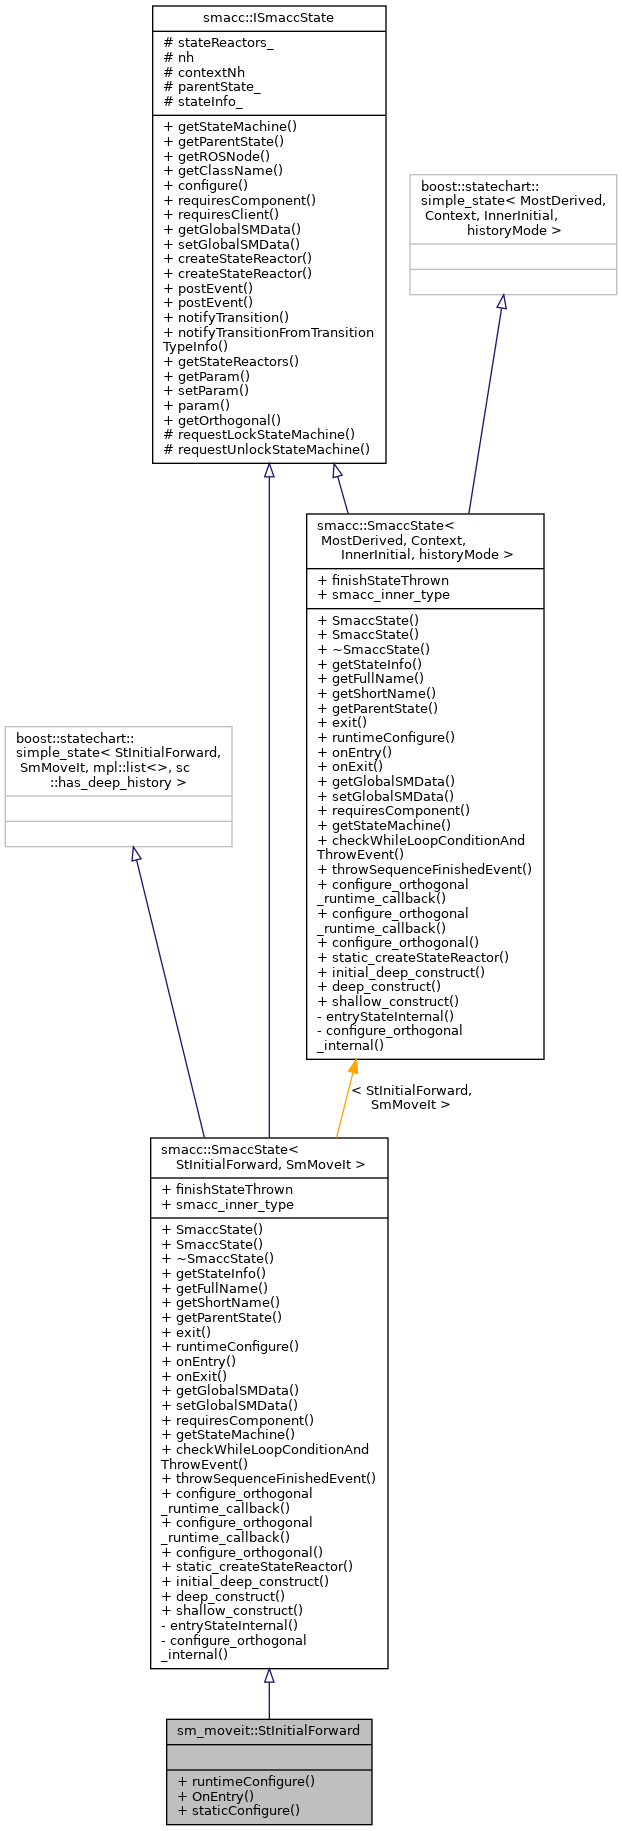 smacc::ISmaccState
# stateReactors_
# nh
# contextNh
# parentState_
# stateInfo_
+ getStateMachine()
+ getParentState()
+ getROSNode()
+ getClassName()
+ configure()
+ requiresComponent()
+ requiresClient()
+ getGlobalSMData()
+ setGlobalSMData()
+ createStateReactor()
+ createStateReactor()
+ postEvent()
+ postEvent()
+ notifyTransition()
+ notifyTransitionFromTransition
TypeInfo()
+ getStateReactors()
+ getParam()
+ setParam()
+ param()
+ getOrthogonal()
# requestLockStateMachine()
# requestUnlockStateMachine()
boost::statechart::
simple_state< MostDerived,
Context, InnerInitial,
historyMode >
smacc::SmaccState<
MostDerived, Context,
InnerInitial, historyMode >
+ finishStateThrown
+ smacc_inner_type
+ SmaccState()
+ SmaccState()
+ ~SmaccState()
+ getStateInfo()
+ getFullName()
+ getShortName()
+ getParentState()
+ exit()
+ runtimeConfigure()
+ onEntry()
+ onExit()
+ getGlobalSMData()
+ setGlobalSMData()
+ requiresComponent()
+ getStateMachine()
+ checkWhileLoopConditionAnd
ThrowEvent()
+ throwSequenceFinishedEvent()
+ configure_orthogonal
_runtime_callback()
+ configure_orthogonal
_runtime_callback()
+ configure_orthogonal()
+ static_createStateReactor()
+ initial_deep_construct()
+ deep_construct()
+ shallow_construct()
- entryStateInternal()
- configure_orthogonal
_internal()
boost::statechart::
simple_state< StInitialForward,
SmMoveIt, mpl::list<>, sc
::has_deep_history >
< StInitialForward,
SmMoveIt >
smacc::SmaccState<
StInitialForward, SmMoveIt >
+ finishStateThrown
+ smacc_inner_type
+ SmaccState()
+ SmaccState()
+ ~SmaccState()
+ getStateInfo()
+ getFullName()
+ getShortName()
+ getParentState()
+ exit()
+ runtimeConfigure()
+ onEntry()
+ onExit()
+ getGlobalSMData()
+ setGlobalSMData()
+ requiresComponent()
+ getStateMachine()
+ checkWhileLoopConditionAnd
ThrowEvent()
+ throwSequenceFinishedEvent()
+ configure_orthogonal
_runtime_callback()
+ configure_orthogonal
_runtime_callback()
+ configure_orthogonal()
+ static_createStateReactor()
+ initial_deep_construct()
+ deep_construct()
+ shallow_construct()
- entryStateInternal()
- configure_orthogonal
_internal()
sm_moveit::StInitialForward
+ runtimeConfigure()
+ OnEntry()
+ staticConfigure()